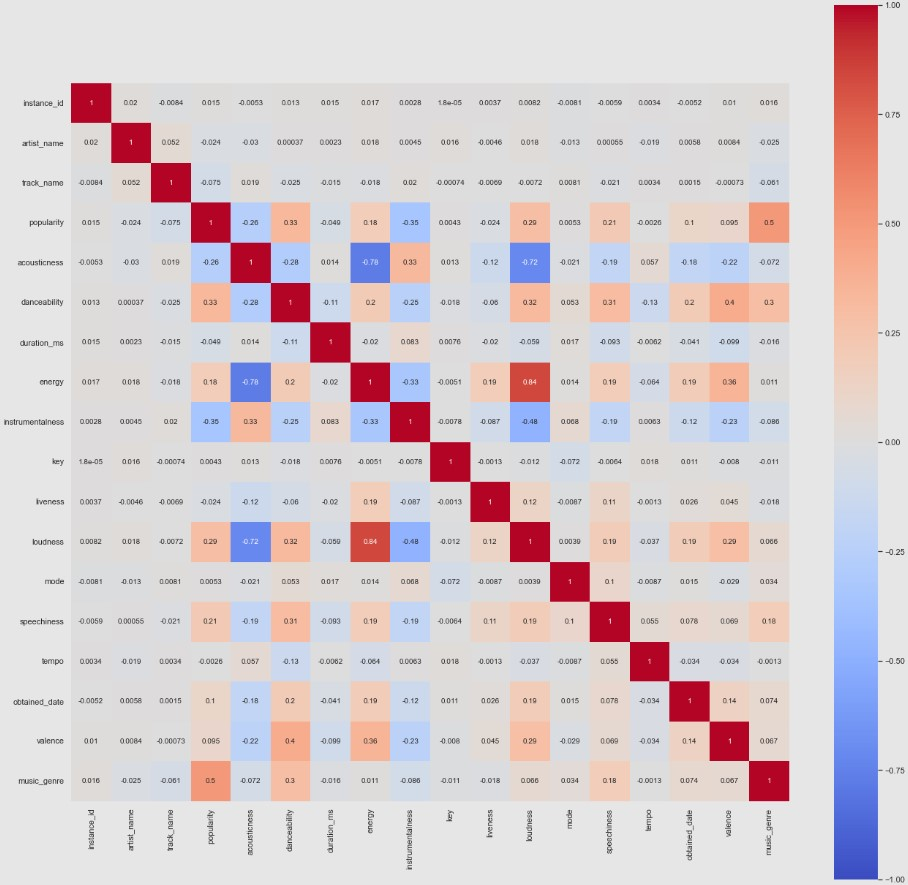 1.00
instance_id 1 0.02 -0.0084 0.015 -0.0053 0.013 0.015 0.017 0.0028 1.8e-05 0.0037 0.0082 -0.0081 -0.0059 0.0034 -0.0052 0.01 0.016
artist_name 0.02 1 0.052 -0.024 -0.03 0.00037 0.0023 0.018 0.0045 0.016 -0.0046 0.018 -0.013 0.00055 -0.019 0.0058 0.0084 -0.025
0.75
track_name -0.0084 0.052 1 -0.075 0.019 -0.025 -0.015 -0.018 0.02 -0.00074 -0.0069 -0.0072 0.0081 -0.021 0.0034 0.0015 -0.00073 -0.061
popularity 0.015 -0.024 -0.075 1 -0.26 0.33 -0.049 0.18 -0.35 0.0043 -0.024 0.29 0.0053 0.21 -0.0026 0.1 0.095 0.5
0.50
acousticness -0.0053 -0.03 0.019 -0.26 1 -0.28 0.014 -0.78 0.33 0.013 -0.12 -0.72 -0.021 -0.19 0.057 -0.18 -0.22 -0.072
danceability 0.013 0.00037 -0.025 0.33 -0.28 1 -0.11 0.2 -0.25 -0.018 -0.06 0.32 0.053 0.31 -0.13 0.2 0.4 0.3
0.25
duration_ms 0.015 0.0023 -0.015 -0.049 0.014 -0.11 1 -0.02 0.083 0.0076 -0.02 -0.059 0.017 -0.093 -0.0062 -0.041 -0.099 -0.016
energy 0.017 0.018 -0.018 0.18 -0.78 0.2 -0.02 1 -0.33 -0.0051 0.19 0.84 0.014 0.19 -0.064 0.19 0.36 0.011
instrumentalness 0.0028 0.0045 0.02 -0.35 0.33 -0.25 0.083 -0.33 1 -0.0078 -0.087 -0.48 0.068 -0.19 0.0063 -0.12 -0.23 -0.086
0.00
key 1.8e-05 0.016 -0.00074 0.0043 0.013 -0.018 0.0076 -0.0051 -0.0078 1 -0.0013 -0.012 -0.072 -0.0064 0.018 0.011 -0.008 -0.011
liveness 0.0037 -0.0046 -0.0069 -0.024 -0.12 -0.06 -0.02 0.19 -0.087 -0.0013 1 0.12 -0.0087 0.11 -0.0013 0.026 0.045 -0.018
loudness 0.0082 0.018 -0.0072 0.29 -0.72 0.32 -0.059 0.84 -0.48 -0.012 0.12 1 0.0039 0.19 -0.037 0.19 0.29 0.066
-0.25
mode -0.0081 -0.013 0.0081 0.0053 -0.021 0.053 0.017 0.014 0.068 -0.072 -0.0087 0.0039 1 0.1 -0.0087 0.015 -0.029 0.034
speechiness -0.0059 0.00055 -0.021 0.21 -0.19 0.31 -0.093 0.19 -0.19 -0.0064 0.11 0.19 0.1 1 0.055 0.078 0.069 0.18
tempo 0.0034 -0.019 0.0034 -0.0026 0.057 -0.13 -0.0062 -0.064 0.0063 0.018 -0.0013 -0.037 -0.0087 0.055 1 -0.034 -0.034 -0.0013
-0.50
obtained_date -0.0052 0.0058 0.0015 0.1 -0.18 0.2 -0.041 0.19 -0.12 0.011 0.026 0.19 0.015 0.078 -0.034 1 0.14 0.074
valence 0.01 0.0084 -0.00073 0.095 -0.22 0.4 -0.099 0.36 -0.23 -0.008 0.045 0.29 -0.029 0.069 -0.034 0.14 1 0.067
-0.75
music_genre 0.016 -0.025 -0.061 0.5 -0.072 0.3 -0.016 0.011 -0.086 -0.011 -0.018 0.066 0.034 0.18 -0.0013 0.074 0.067 1
instance_id artist_name track_name popularity acousticness danceability duration_ms energy instrumentalness key liveness loudness mode speechiness tempo obtained_date valence music_genre
-1.00